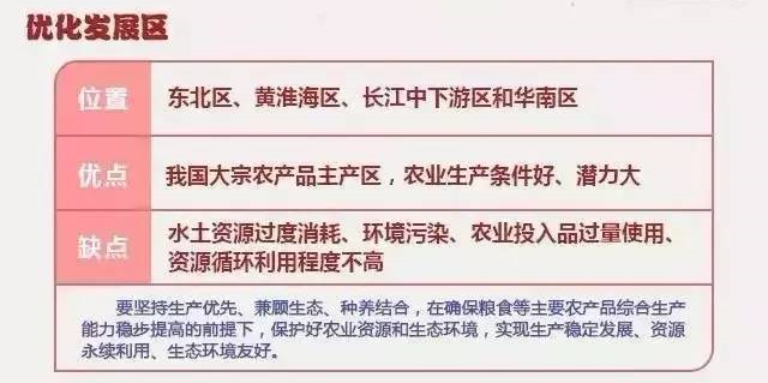 优化发展区
位置
东北区、黄淮海区、长江中下游区和华南区
优点
我国大宗农产品主产区，农业生产条件好、潜力大
缺点
水土资源过度消耗、环境污染、农业投入品过量使用、
资源循环利用程度不高
要坚持生产优先、兼顾生态、种养结合，在确保粮食等主要农产品综合生产
能力稳步提高的前提下，保护好农业资源和生态环境，实现生产稳定发展、资源
永续利用、生态环境友好。